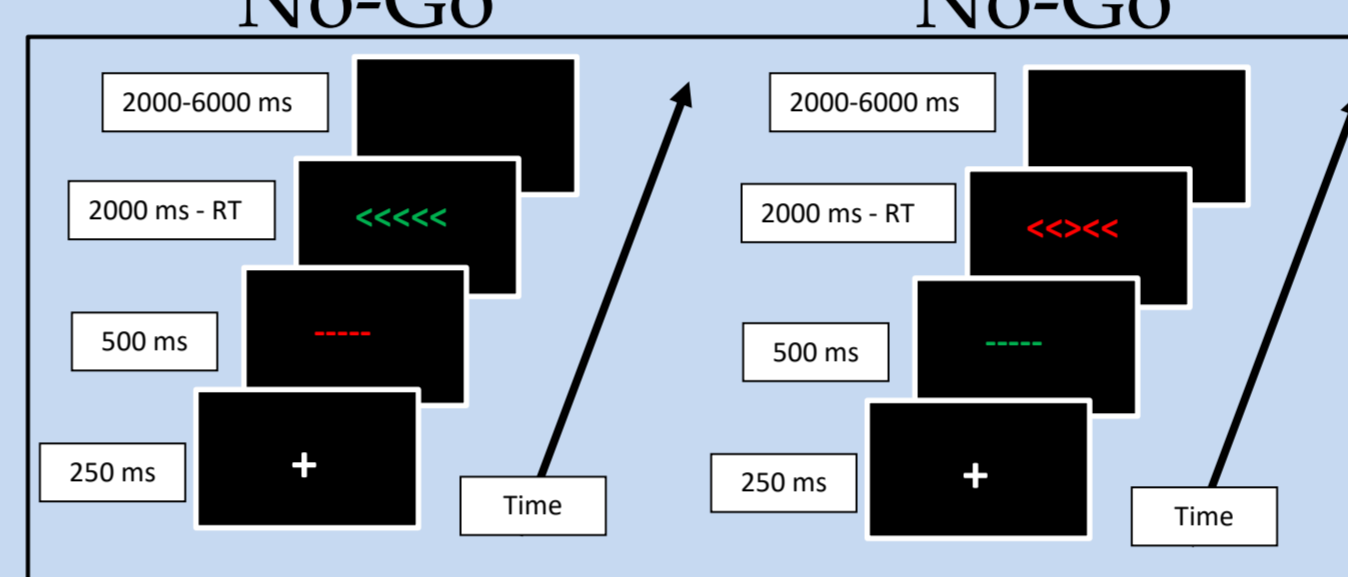 No-Go
2000-6000 ms
2000 ms - RT
<<<<<
500 ms
-----
250 ms
+
Time
No-Go
2000-6000 ms
2000 ms - RT
<<><<
500 ms
-----
250 ms
+
Time